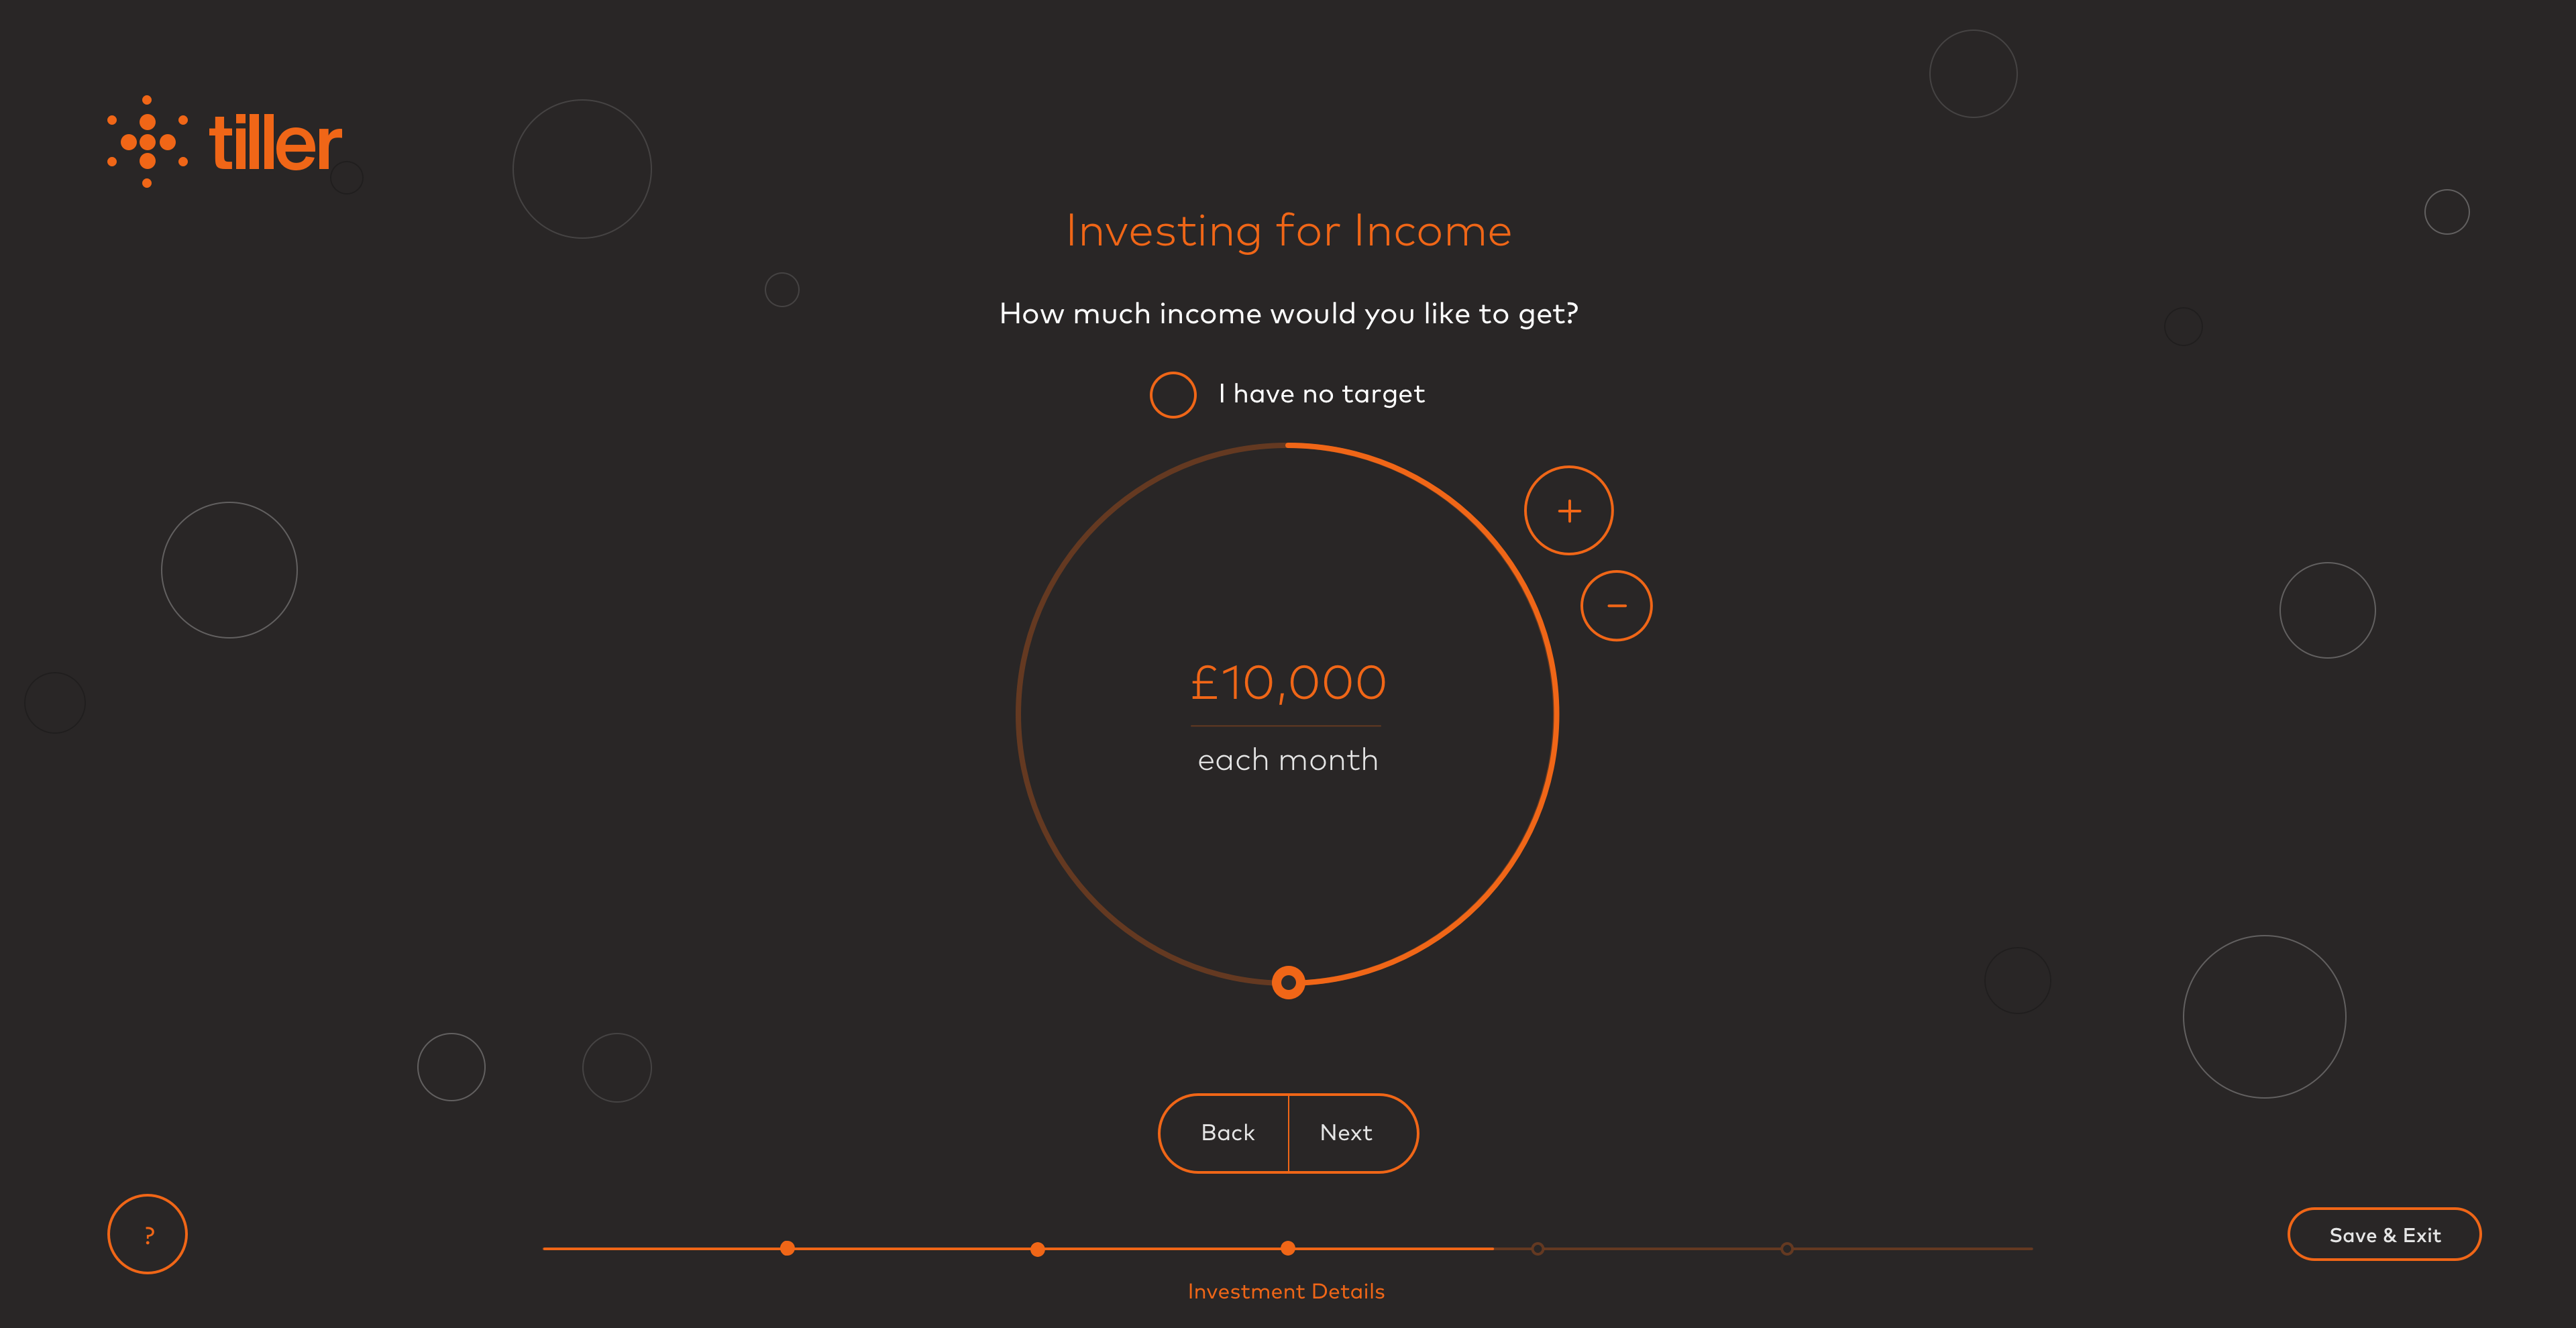 tiller
Investing for Income
How much income would you like to get?
I have no target
+
−
£10,000
each month
Back
Next
?
Save & Exit
Investment Details